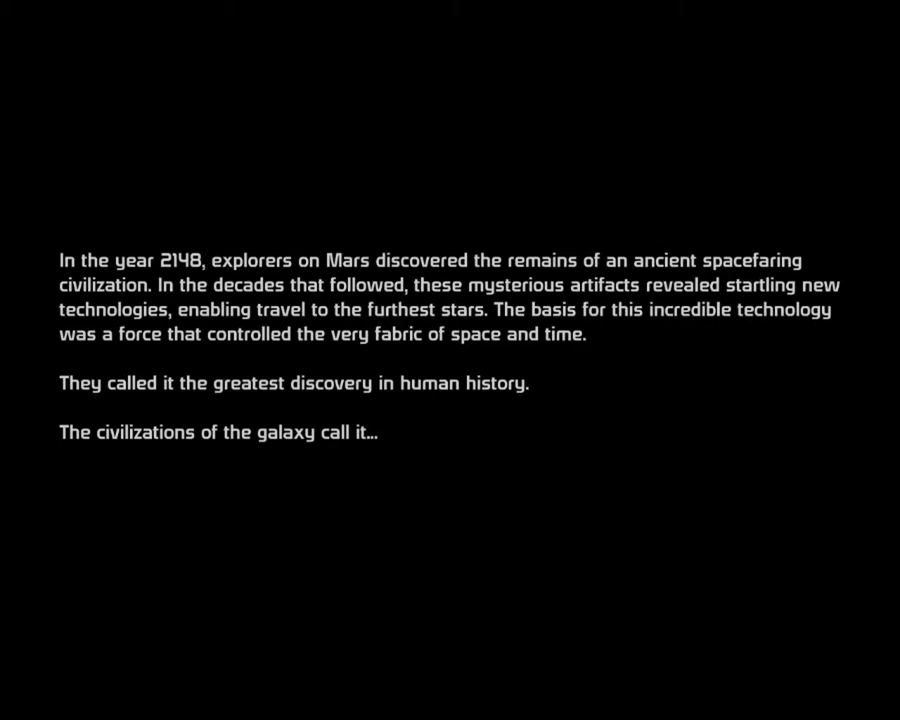 In the year 2148, explorers on Mars discovered the remains of an ancient spacefaring
civilization. In the decades that followed, these mysterious artifacts revealed startling new
technologies, enabling travel to the furthest stars. The basis for this incredible technology
was a force that controlled the very fabric of space and time.
They called it the greatest discovery in human history.
The civilizations of the galaxy call it...